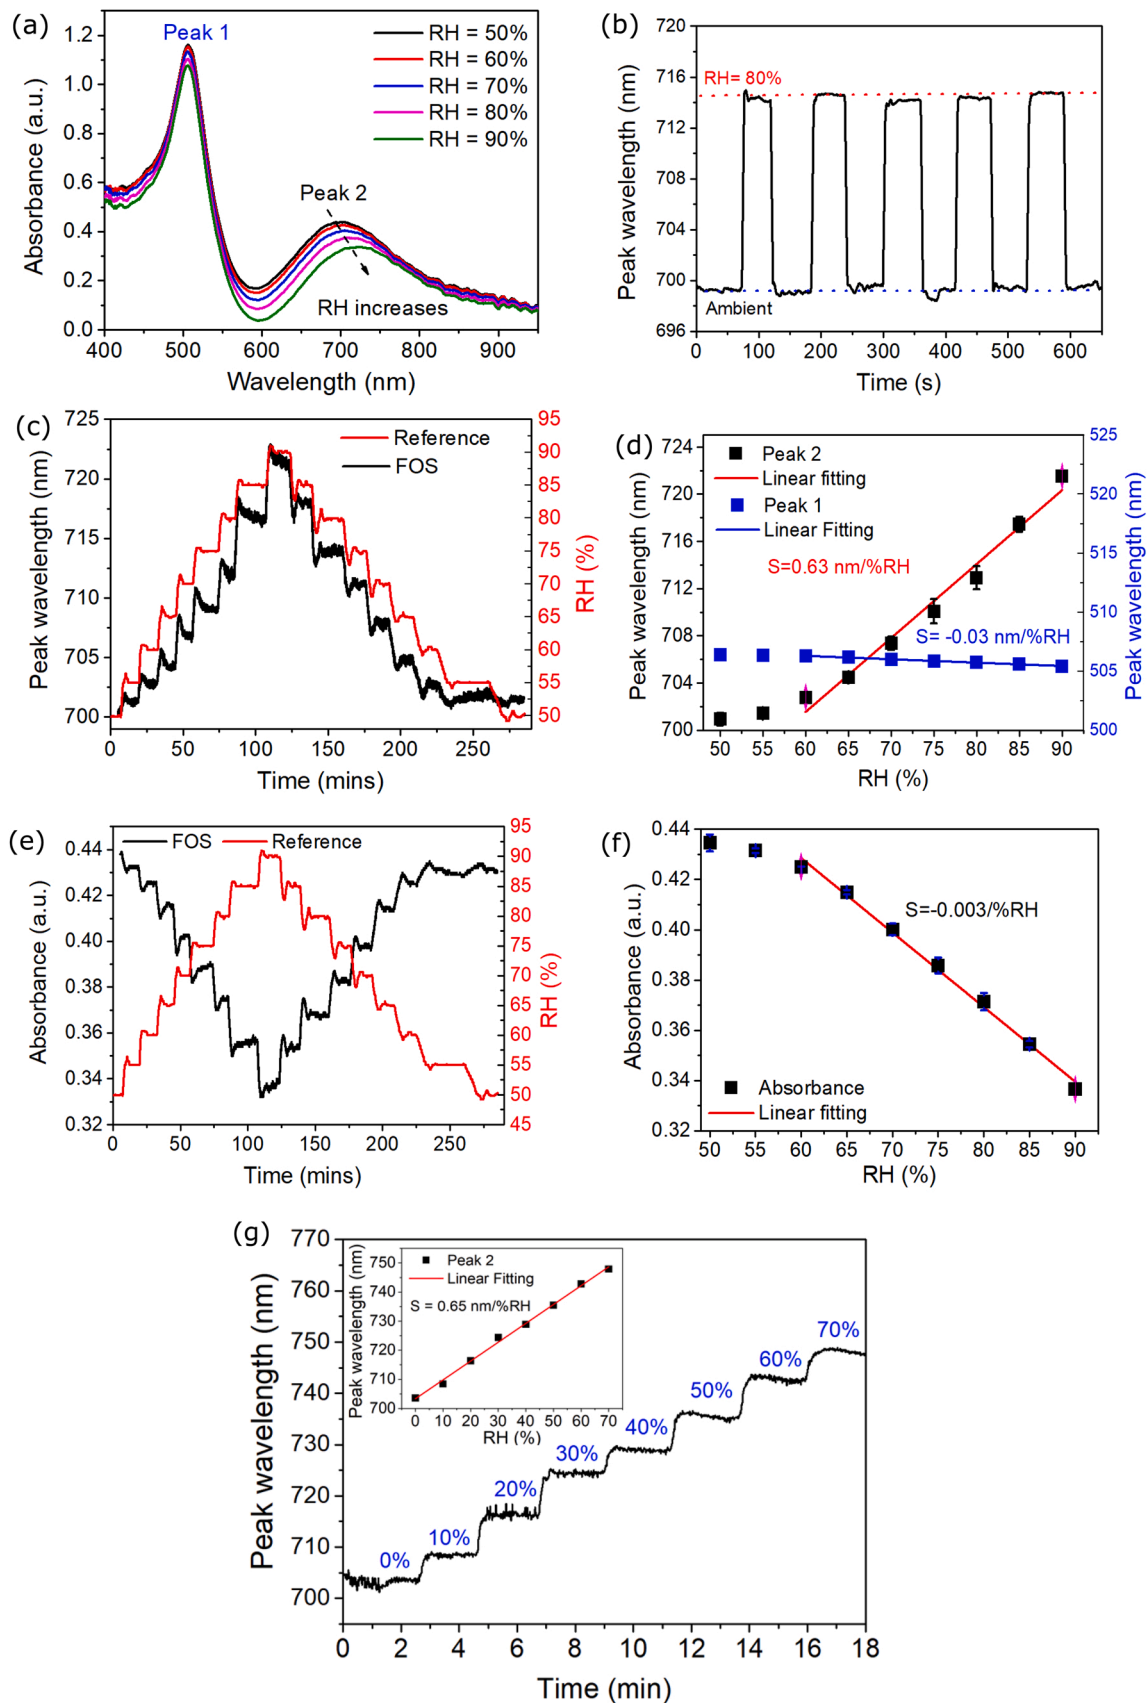 (a)
Peak 1
RH = 50%
RH = 60%
RH = 70%
RH = 80%
RH = 90%
Peak 2
RH increases
1.2
1.0
0.8
0.6
0.4
0.2
0.0
400 500 600 700 800 900
Absorbance (a.u.)
Wavelength (nm)
(b)
720
716
712
708
704
700
696
RH= 80%
Ambient
0 100 200 300 400 500 600
Peak wavelength (nm)
Time (s)
(c)
725
720
715
710
705
700
Reference
FOS
95
90
85
80
75
70
65
60
55
50
0 50 100 150 200 250
Peak wavelength (nm)
RH (%)
Time (mins)
(d)
724
720
716
712
708
704
700
Peak 2
Linear fitting
Peak 1
Linear Fitting
S=0.63 nm/%RH
S= -0.03 nm/%RH
525
520
515
510
505
500
50 55 60 65 70 75 80 85 90
Peak wavelength (nm)
Peak wavelength (nm)
RH (%)
(e)
FOS
Reference
0.44
0.42
0.40
0.38
0.36
0.34
0.32
95
90
85
80
75
70
65
60
55
50
45
0 50 100 150 200 250
Absorbance (a.u.)
RH (%)
Time (mins)
(f)
0.44
0.42
0.40
0.38
0.36
0.34
0.32
S=-0.003/%RH
Absorbance
Linear fitting
50 55 60 65 70 75 80 85 90
Absorbance (a.u.)
RH (%)
(g)
770
760
750
740
730
720
710
700
Peak 2
Linear Fitting
S = 0.65 nm/%RH
750
740
730
720
710
700
0 10 20 30 40 50 60 70
Peak wavelength (nm)
RH (%)
0%
10%
20%
30%
40%
50%
60%
70%
0 2 4 6 8 10 12 14 16 18
Peak wavelength (nm)
Time (min)